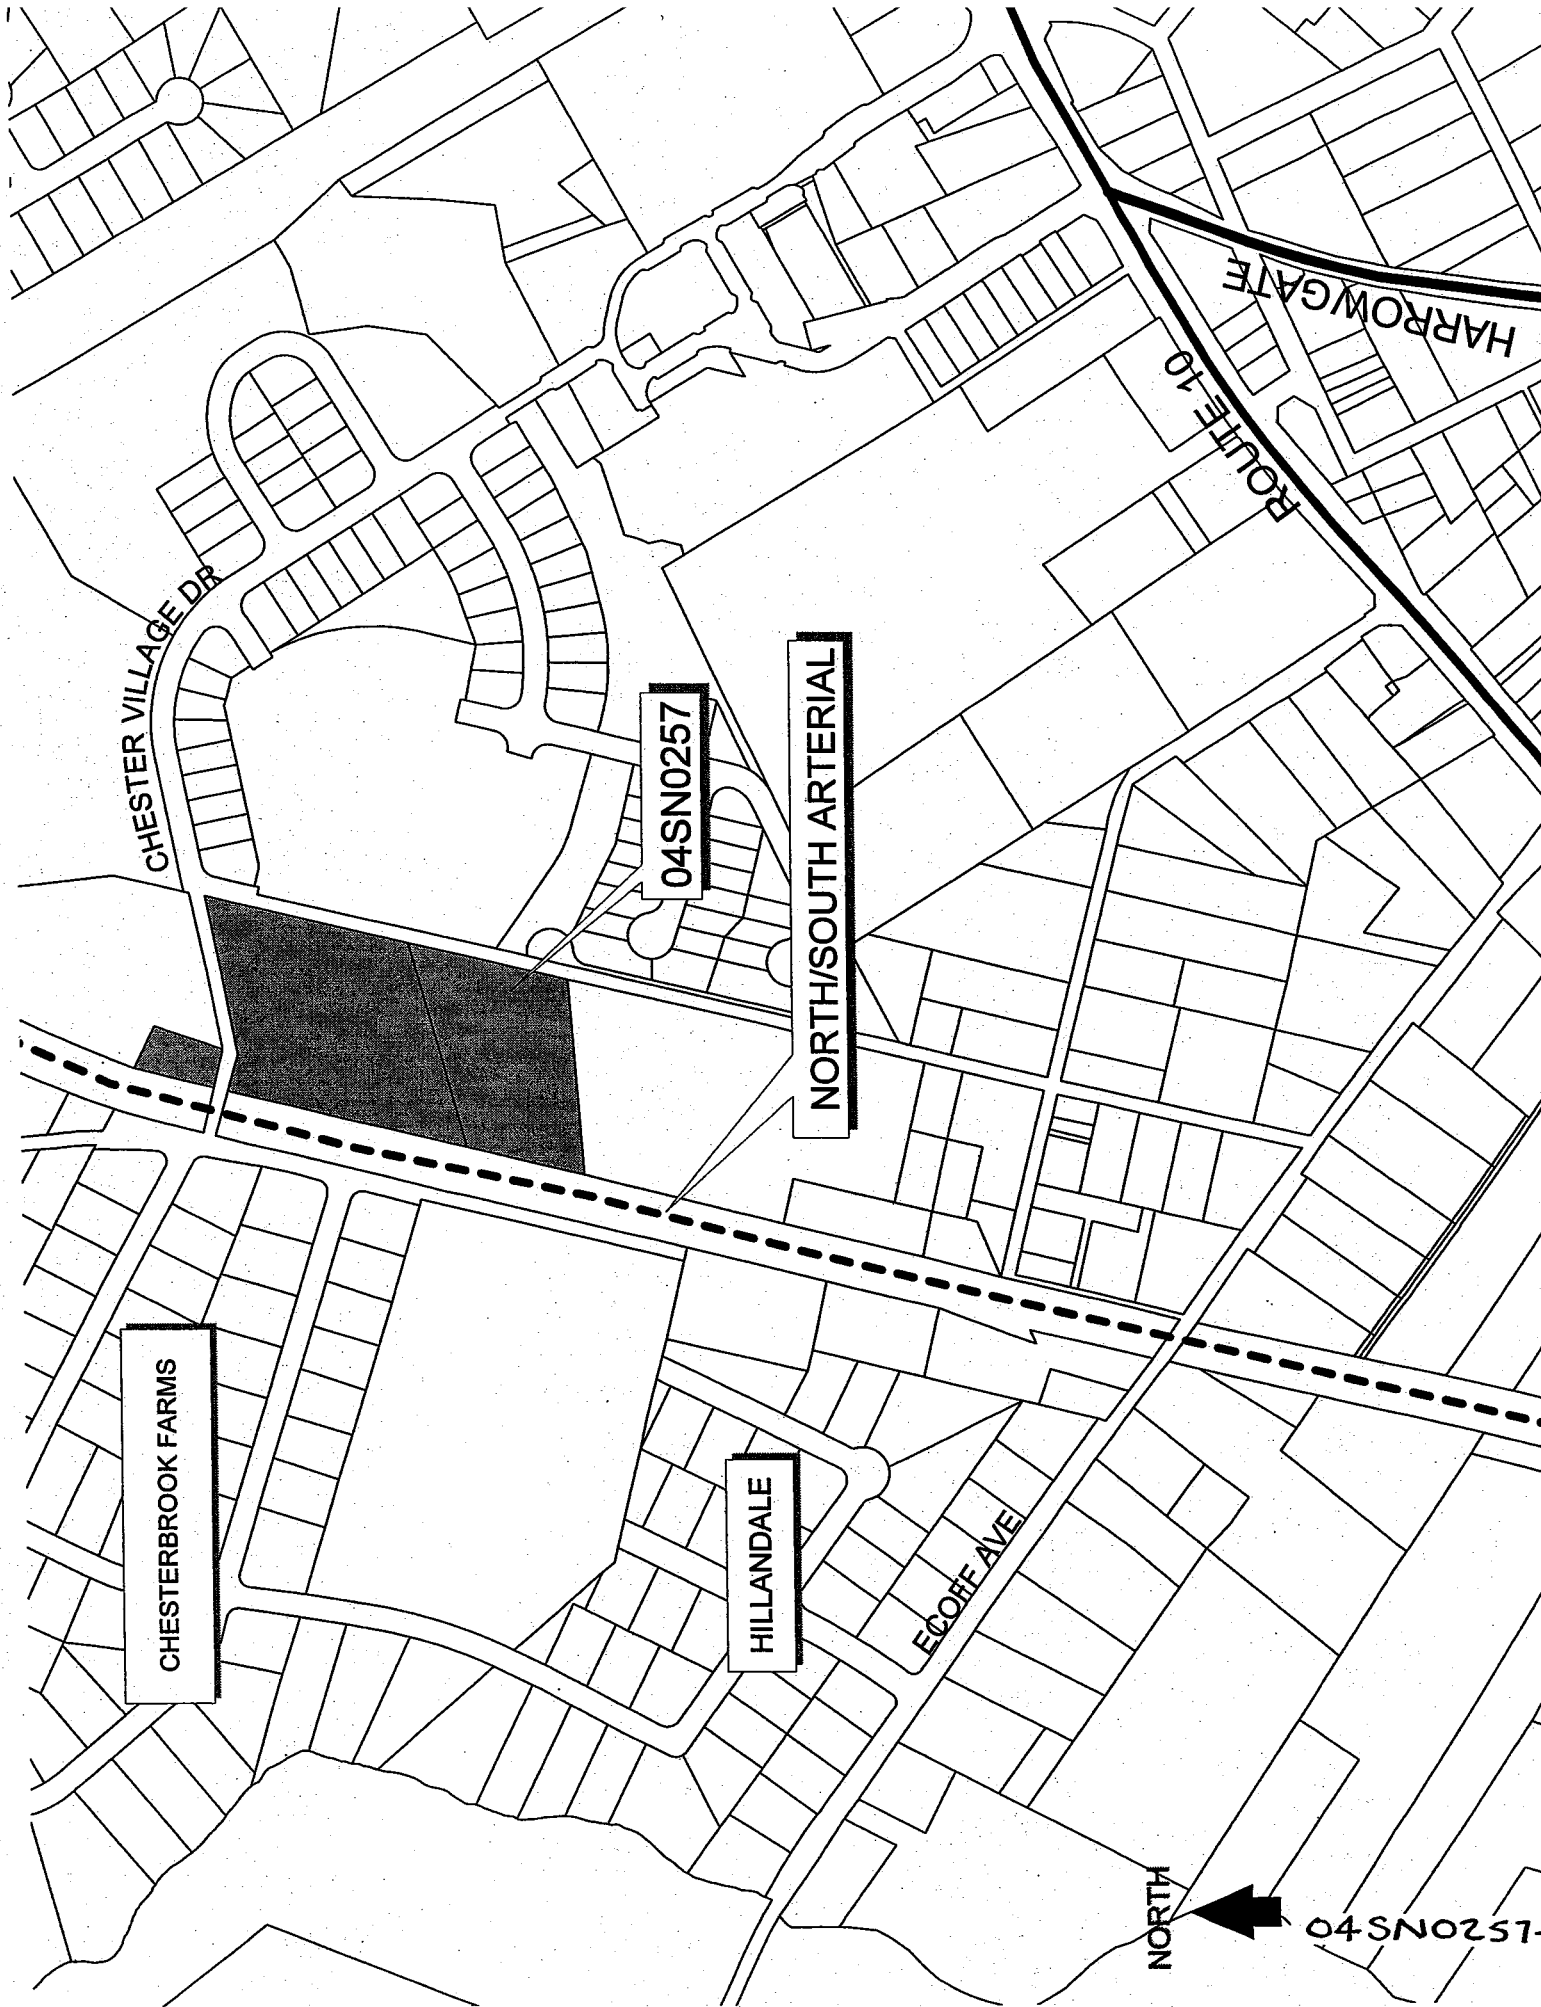 CHESTER VILLAGE DR
04SN0257
NORTH/SOUTH ARTERIAL
ROUTE 10
HARROWGATE
CHESTERBROOK FARMS
HILLANDALE
ECOFF AVE
NORTH
04SN0257-